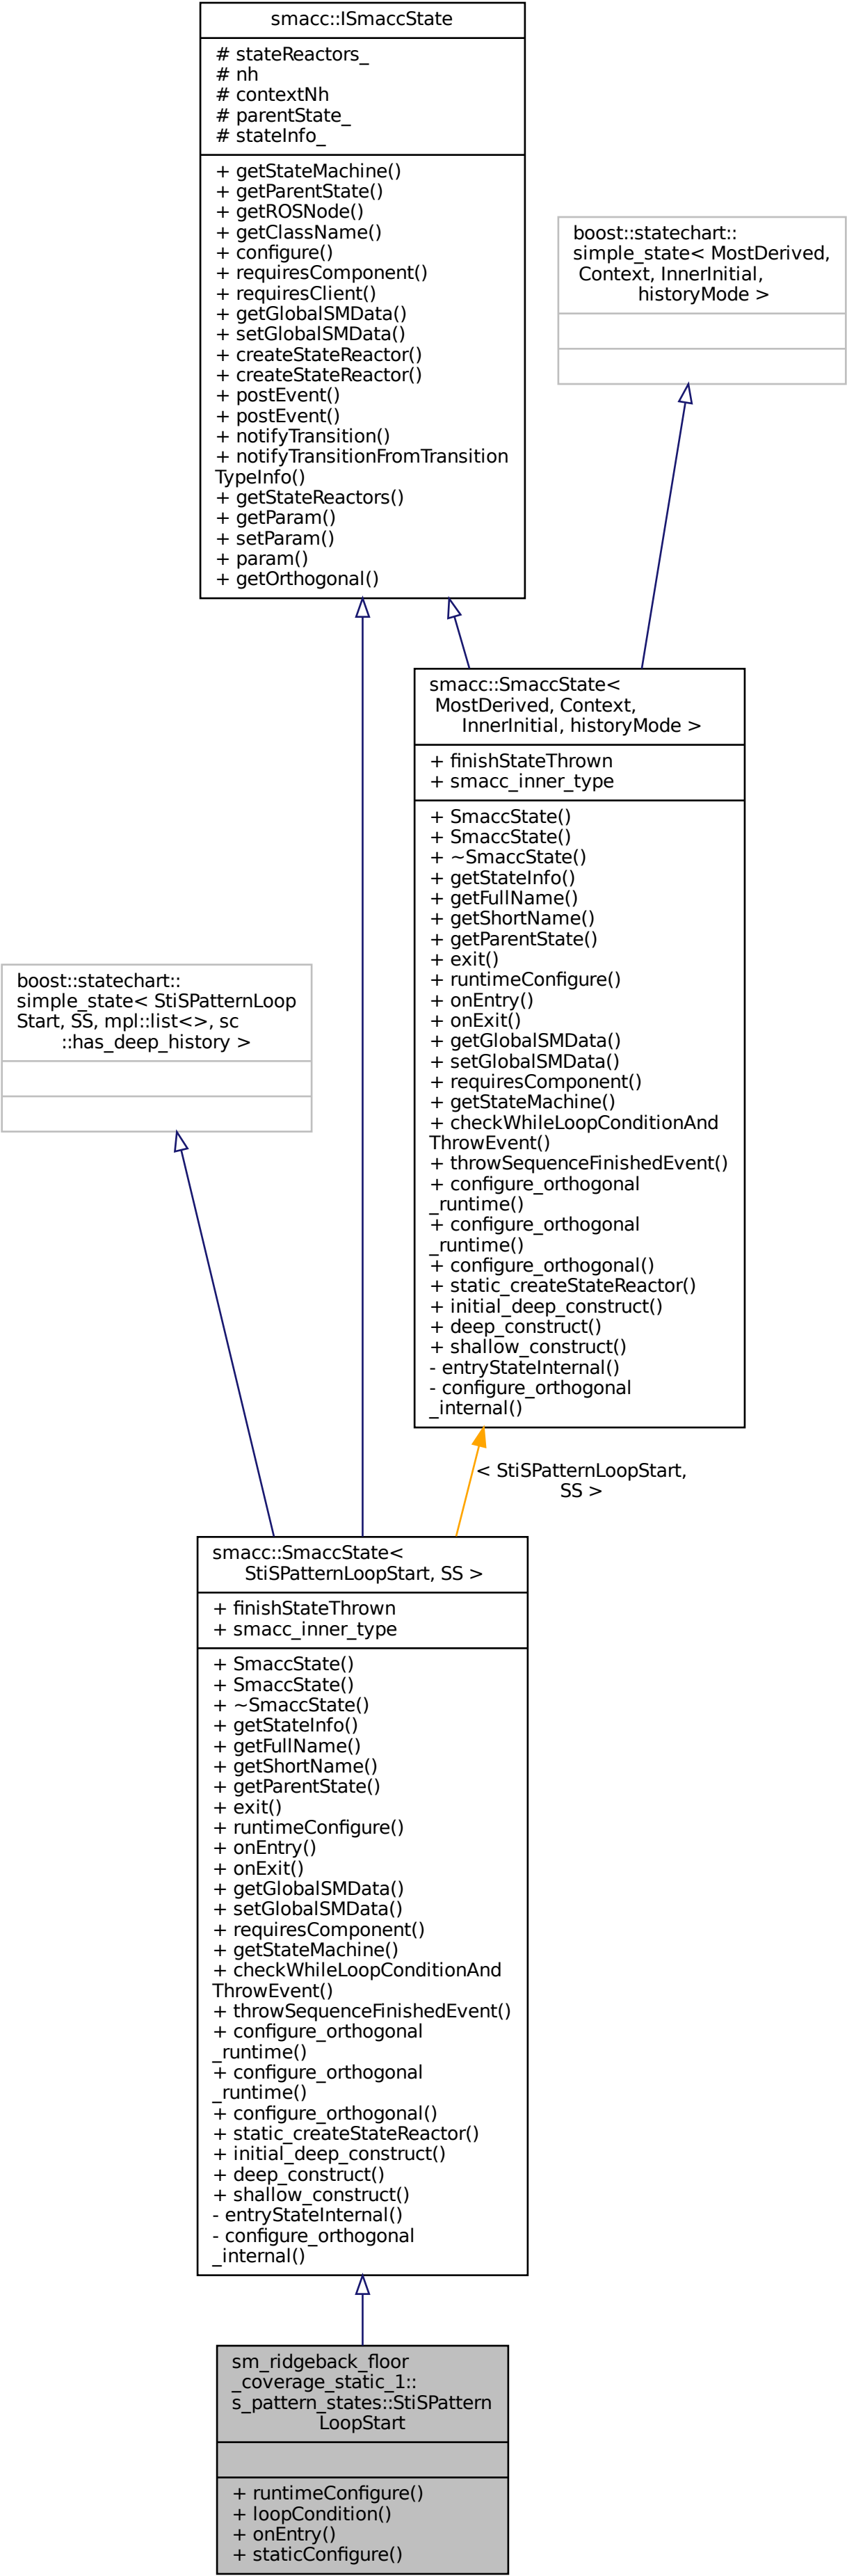 smacc::ISmaccState
# stateReactors_
# nh
# contextNh
# parentState_
# stateInfo_
+ getStateMachine()
+ getParentState()
+ getROSNode()
+ getClassName()
+ configure()
+ requiresComponent()
+ requiresClient()
+ getGlobalSMData()
+ setGlobalSMData()
+ createStateReactor()
+ createStateReactor()
+ postEvent()
+ postEvent()
+ notifyTransition()
+ notifyTransitionFromTransition
TypeInfo()
+ getStateReactors()
+ getParam()
+ setParam()
+ param()
+ getOrthogonal()
boost::statechart::
simple_state< MostDerived,
Context, InnerInitial,
historyMode >
smacc::SmaccState<
MostDerived, Context,
InnerInitial, historyMode >
+ finishStateThrown
+ smacc_inner_type
+ SmaccState()
+ SmaccState()
+ ~SmaccState()
+ getStateInfo()
+ getFullName()
+ getShortName()
+ getParentState()
+ exit()
+ runtimeConfigure()
+ onEntry()
+ onExit()
+ getGlobalSMData()
+ setGlobalSMData()
+ requiresComponent()
+ getStateMachine()
+ checkWhileLoopConditionAnd
ThrowEvent()
+ throwSequenceFinishedEvent()
+ configure_orthogonal
_runtime()
+ configure_orthogonal
_runtime()
+ configure_orthogonal()
+ static_createStateReactor()
+ initial_deep_construct()
+ deep_construct()
+ shallow_construct()
- entryStateInternal()
- configure_orthogonal
_internal()
boost::statechart::
simple_state< StiSPatternLoop
Start, SS, mpl::list<>, sc
::has_deep_history >
< StiSPatternLoopStart,
SS >
smacc::SmaccState<
StiSPatternLoopStart, SS >
+ finishStateThrown
+ smacc_inner_type
+ SmaccState()
+ SmaccState()
+ ~SmaccState()
+ getStateInfo()
+ getFullName()
+ getShortName()
+ getParentState()
+ exit()
+ runtimeConfigure()
+ onEntry()
+ onExit()
+ getGlobalSMData()
+ setGlobalSMData()
+ requiresComponent()
+ getStateMachine()
+ checkWhileLoopConditionAnd
ThrowEvent()
+ throwSequenceFinishedEvent()
+ configure_orthogonal
_runtime()
+ configure_orthogonal
_runtime()
+ configure_orthogonal()
+ static_createStateReactor()
+ initial_deep_construct()
+ deep_construct()
+ shallow_construct()
- entryStateInternal()
- configure_orthogonal
_internal()
sm_ridgeback_floor
_coverage_static_1::
s_pattern_states::StiSPattern
LoopStart
+ runtimeConfigure()
+ loopCondition()
+ onEntry()
+ staticConfigure()